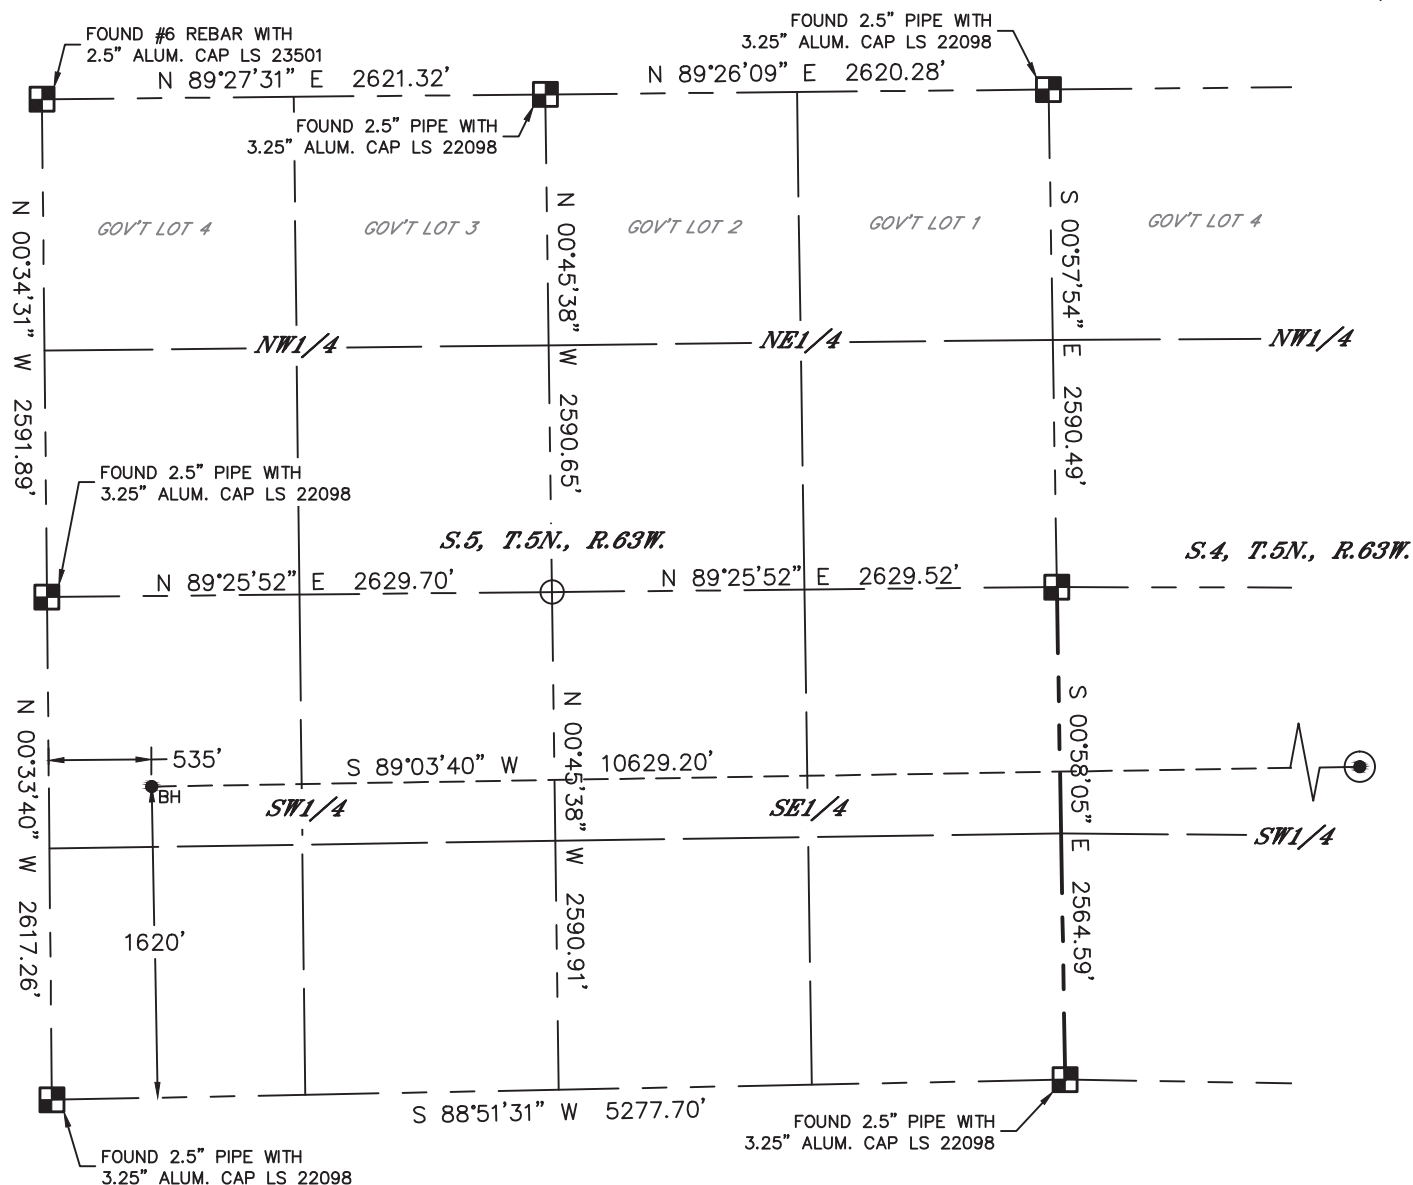 FOUND #6 REBAR WITH
2.5” ALUM. CAP LS 23501
FOUND 2.5” PIPE WITH
3.25” ALUM. CAP LS 22098
N 89°27'31” E 2621.32'
N 89°26'09” E 2620.28'
FOUND 2.5” PIPE WITH
3.25” ALUM. CAP LS 22098
N 00°34'31” W 2591.89'
GOV'T LOT 4
GOV'T LOT 3
N 00°45'38” W 2590.65'
GOV'T LOT 2
GOV'T LOT 1
S 00°57'54” E 2590.49'
GOV'T LOT 4
NW1/4
NE1/4
NW1/4
FOUND 2.5” PIPE WITH
3.25” ALUM. CAP LS 22098
S.5, T.5N., R.63W.
S.4, T.5N., R.63W.
N 89°25'52” E 2629.70'
N 89°25'52” E 2629.52'
N 00°33'40” W 2617.26'
535'
BH
S 89°03'40” W 10629.20'
N 00°45'38” W 2590.91'
S 00°58'05” E 2564.59'
SW1/4
SE1/4
SW1/4
1620'
S 88°51'31” W 5277.70'
FOUND 2.5” PIPE WITH
3.25” ALUM. CAP LS 22098
FOUND 2.5” PIPE WITH
3.25” ALUM. CAP LS 22098